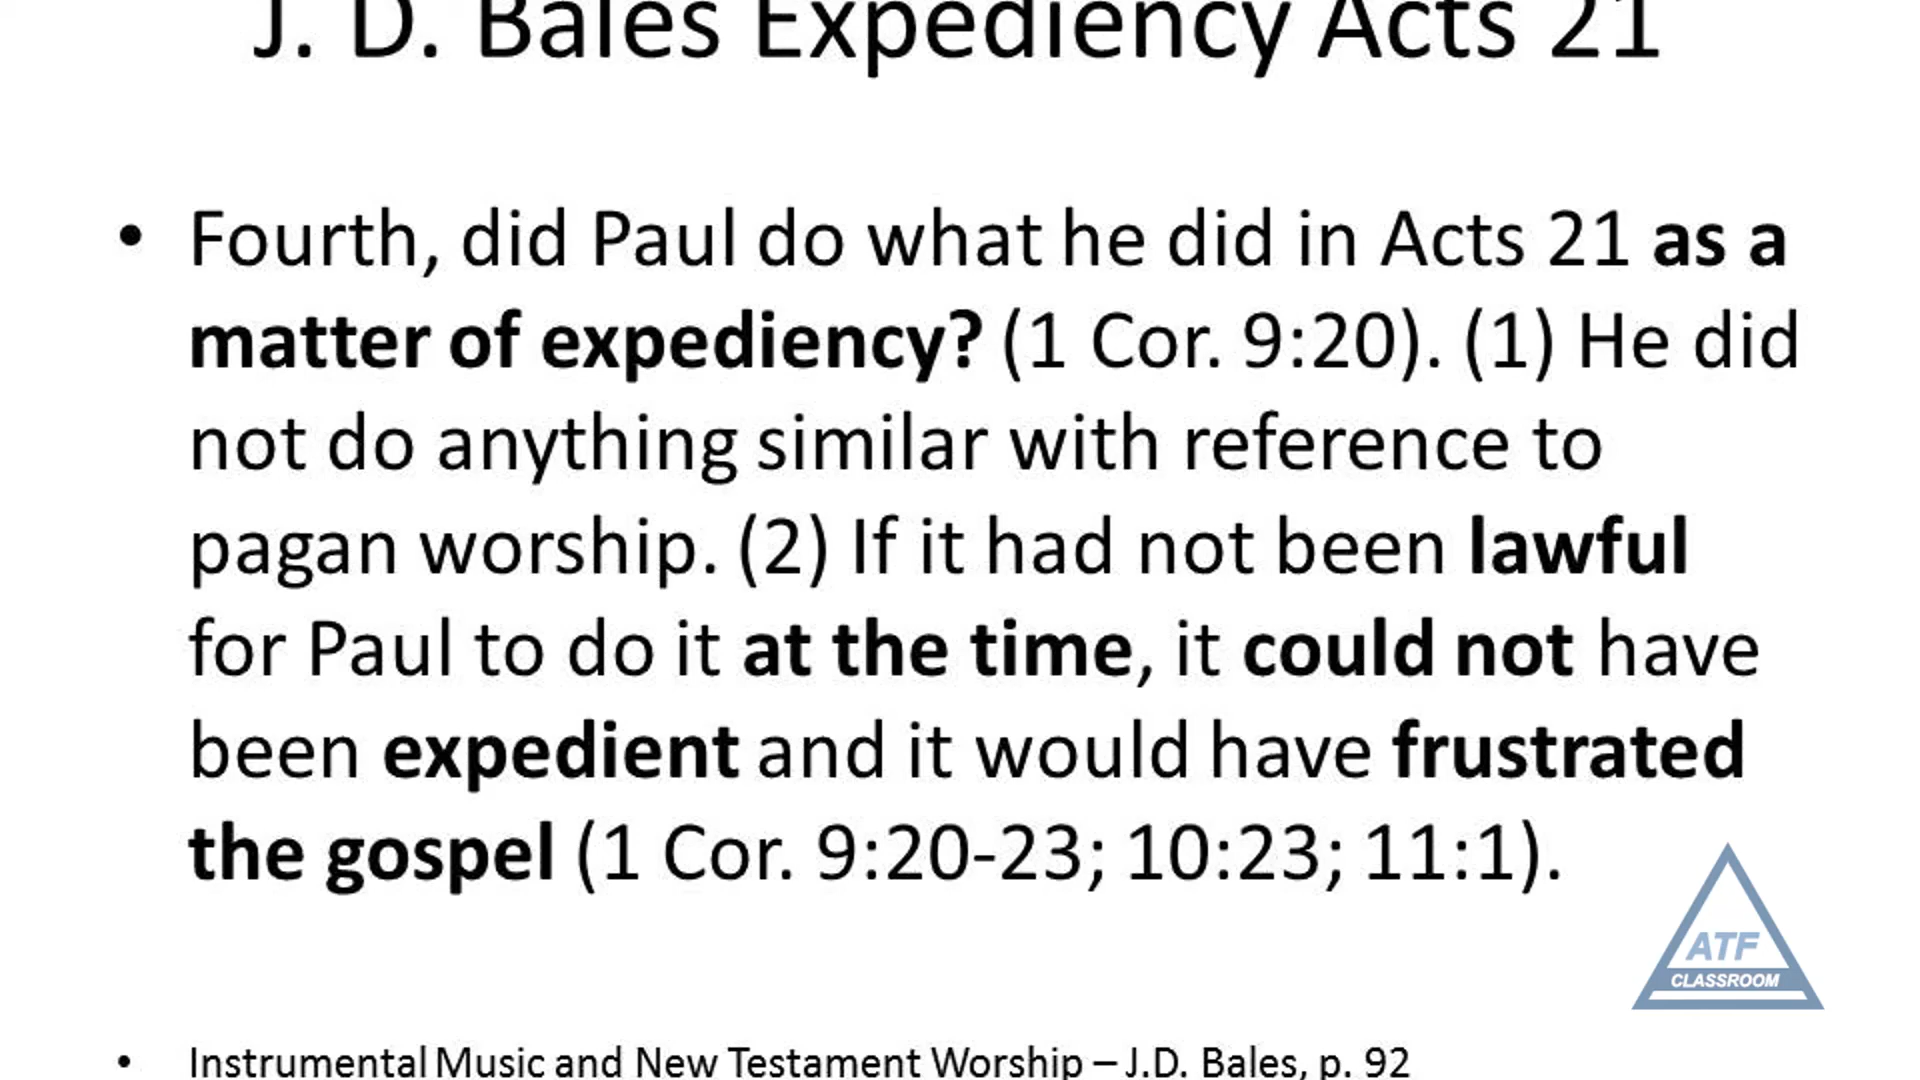 J. D. Bales Expediency Acts 21
• Fourth, did Paul do what he did in Acts 21 as a
matter of expediency? (1 Cor. 9:20). (1) He did
not do anything similar with reference to
pagan worship. (2) If it had not been lawful
for Paul to do it at the time, it could not have
been expedient and it would have frustrated
the gospel (1 Cor. 9:20-23; 10:23; 11:1).
ATF
CLASSROOM
• Instrumental Music and New Testament Worship – J.D. Bales, p. 92